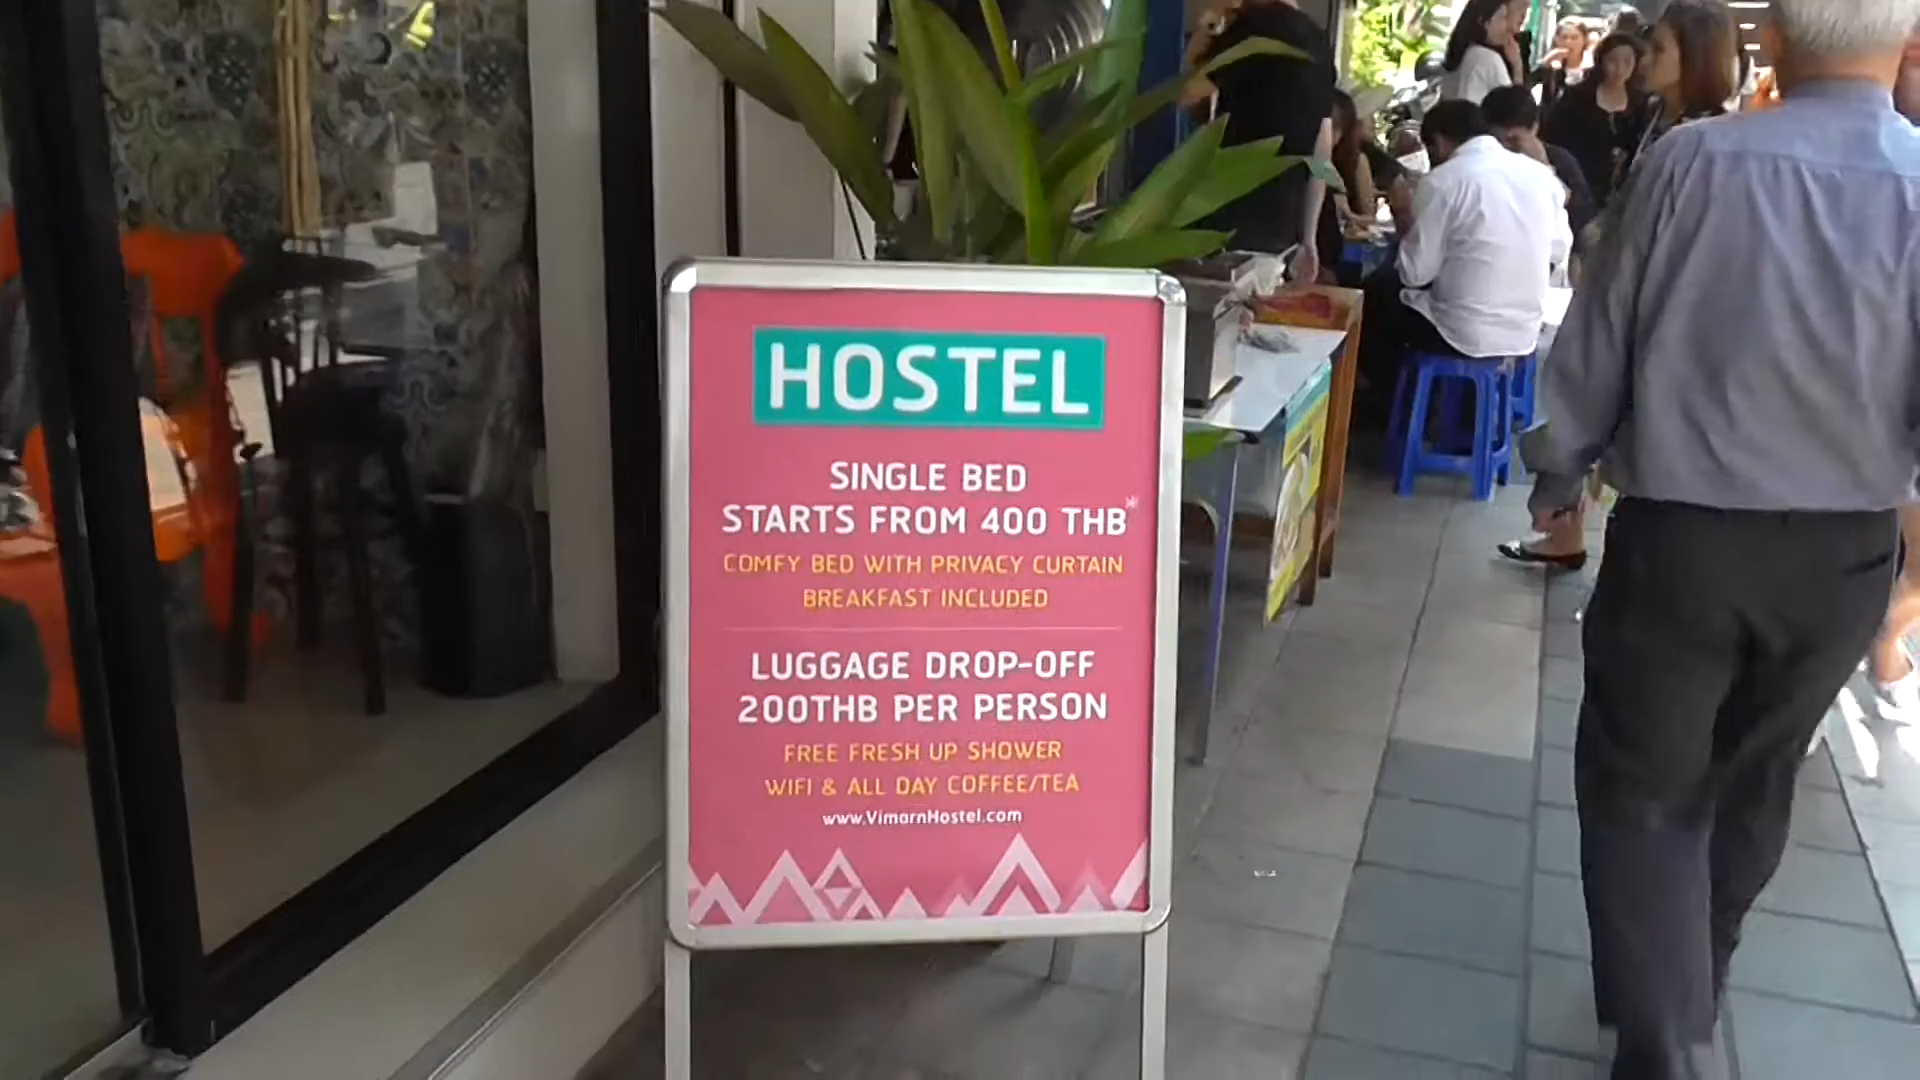 HOSTEL
SINGLE BED
STARTS FROM 400 THB*
COMFY BED WITH PRIVACY CURTAIN
BREAKFAST INCLUDED
LUGGAGE DROP-OFF
200THB PER PERSON
FREE FRESH UP SHOWER
WIFI & ALL DAY COFFEE/TEA
www.VimarnHostel.com